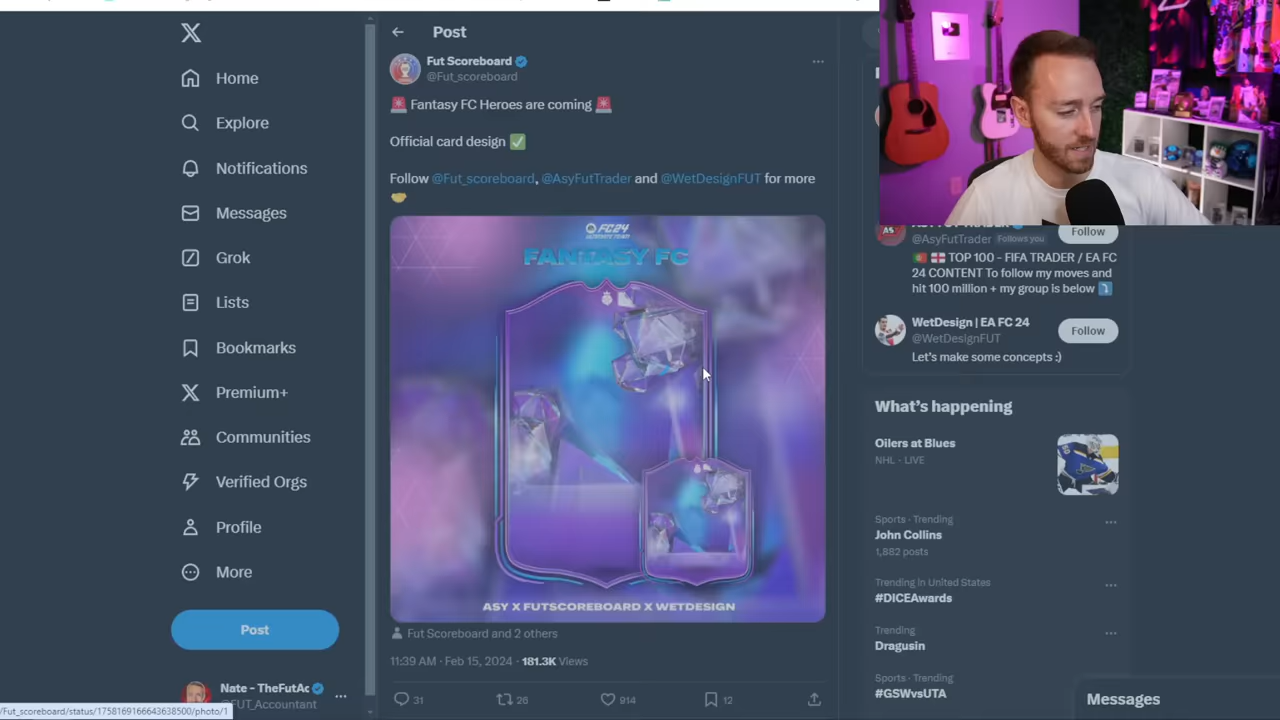 Home
Explore
Notifications
Messages
Grok
Lists
Bookmarks
Premium+
Communities
Verified Orgs
Profile
More
Post
Nate - TheFutAc
@FUT_Accountant
/Fut_scoreboard/status/1758169166643638500/photo/1
Post
Fut Scoreboard
@Fut_scoreboard
🚨 Fantasy FC Heroes are coming 🚨
Official card design ✅
Follow @Fut_scoreboard, @AsyFutTrader and @WetDesignFUT for more
🤝
FC24
FANTASY FC
ASY X FUTSCOREBOARD X WETDESIGN
Fut Scoreboard and 2 others
11:39 AM · Feb 15, 2024 · 181.3K Views
31
26
914
12
@AsyFutTrader Follows you
Follow
🇵🇹 🏴󠁧󠁢󠁥󠁮󠁧󠁿 TOP 100 - FIFA TRADER / EA FC
24 CONTENT To follow my moves and
hit 100 million + my group is below ⤵️
WetDesign | EA FC 24
@WetDesignFUT
Follow
Let's make some concepts :)
What's happening
Oilers at Blues
NHL · LIVE
Sports · Trending
John Collins
1,882 posts
Trending in United States
#DICEAwards
Trending
Dragusin
Sports · Trending
#GSWvsUTA
Messages